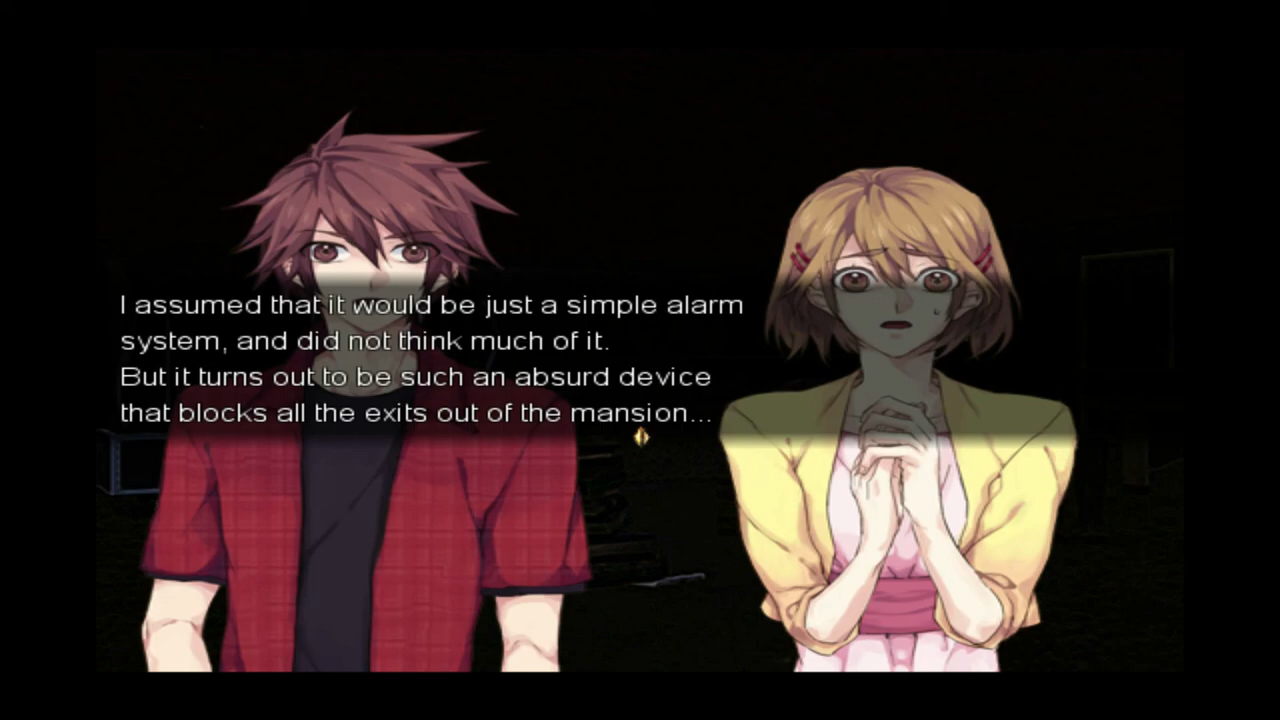 I assumed that it would be just a simple alarm
system, and did not think much of it.
But it turns out to be such an absurd device
that blocks all the exits out of the mansion...